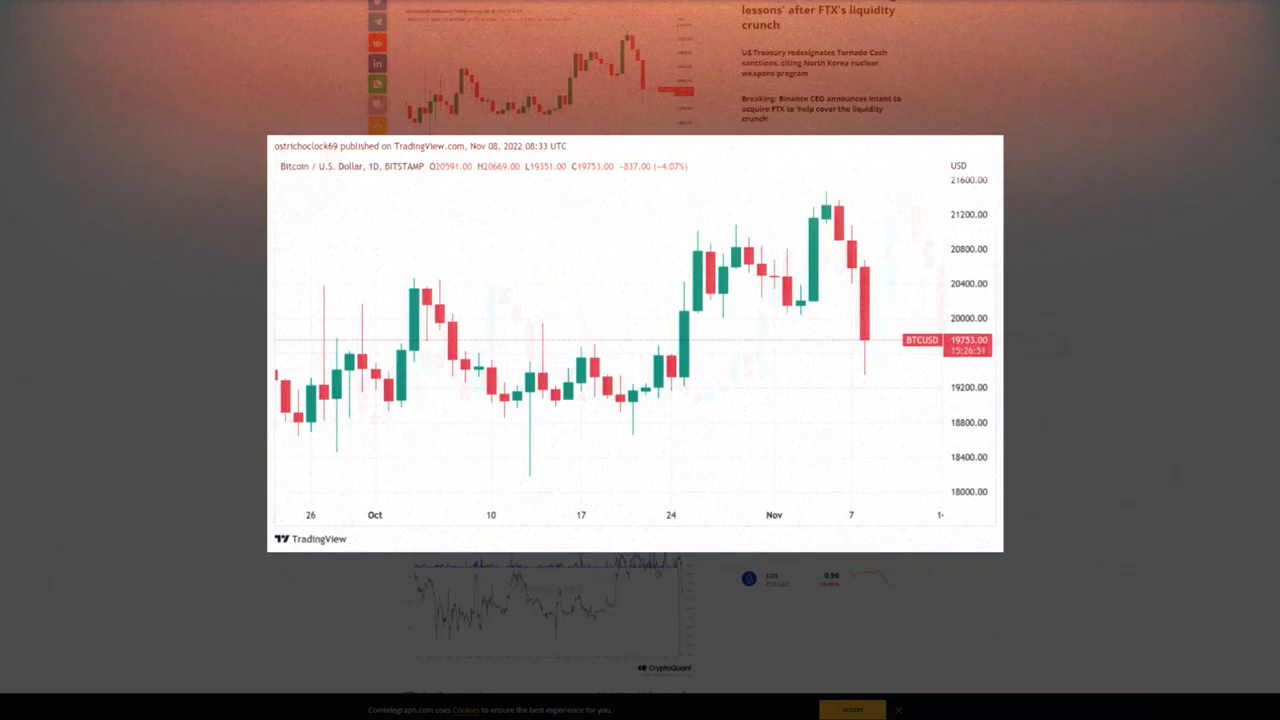 lessons' after FTX's liquidity
crunch
US Treasury redesignates Tornado Cash
sanctions, citing North Korea nuclear
weapons program
Breaking: Binance CEO announces intent to
acquire FTX to 'help cover the liquidity
crunch'
ostrichoclock69 published on TradingView.com, Nov 08, 2022 08:33 UTC
Bitcoin / U.S. Dollar, 1D, BITSTAMP O20591.00 H20669.00 L19351.00 C19753.00 -837.00 (-4.07%)
USD
21600.00
21200.00
20800.00
20400.00
20000.00
BTCUSD 19753.00
15:26:51
19200.00
18800.00
18400.00
18000.00
26 Oct 10 17 24 Nov 7 1
TradingView
0.96
CryptoQuant
Cointelegraph.com uses Cookies to ensure the best experience for you.
ACCEPT